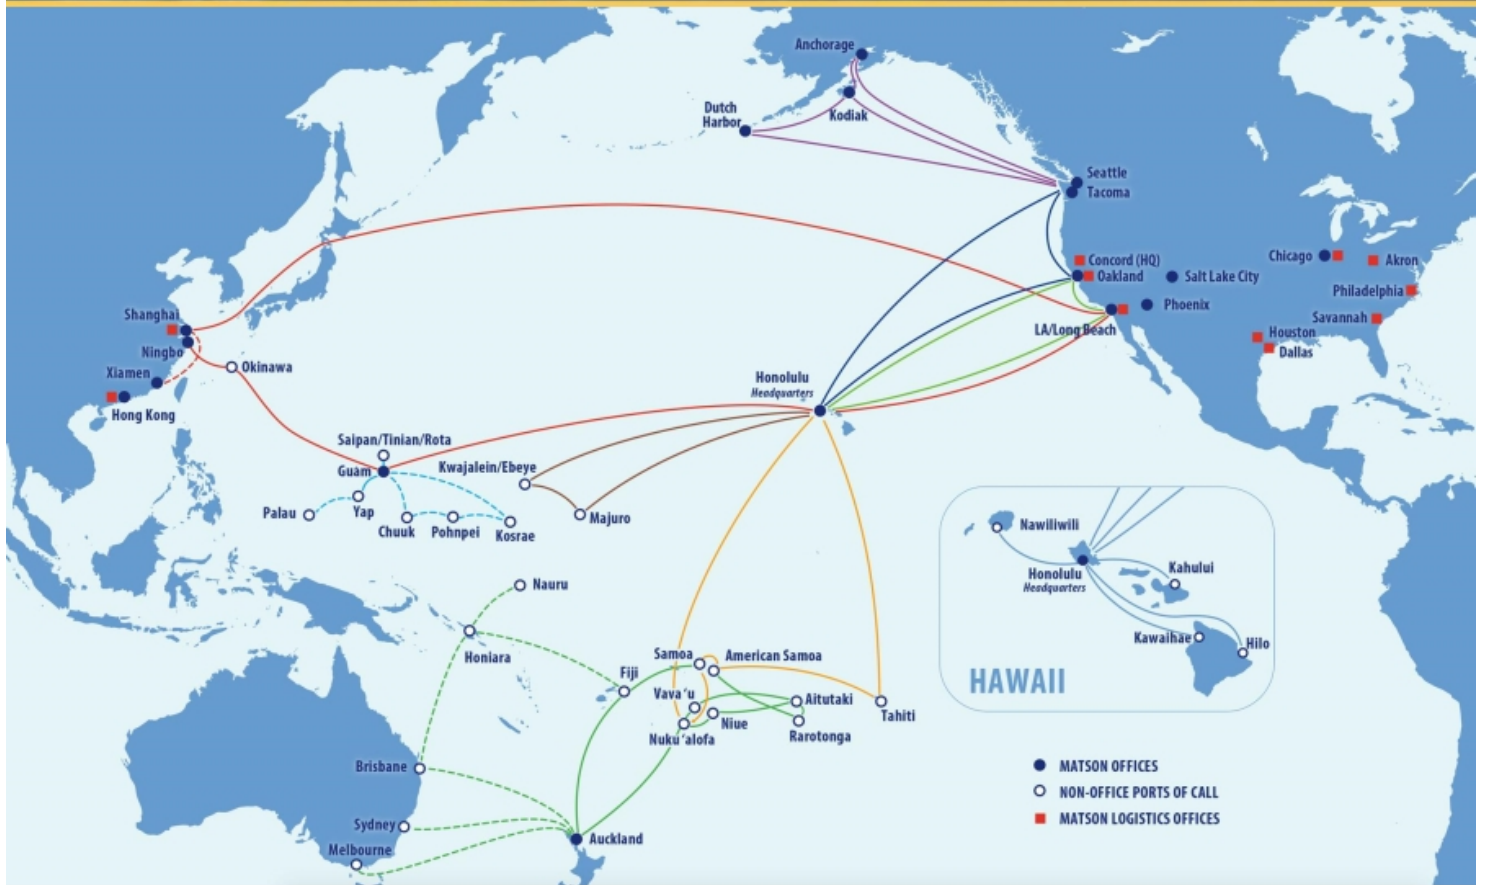 Anchorage
Dutch
Harbor
Kodiak
Seattle
Tacoma
Concord (HQ)
Oakland
Salt Lake City
Chicago
Akron
Philadelphia
Phoenix
Savannah
LA/Long Beach
Houston
Dallas
Shanghai
Ningbo
Okinawa
Xiamen
Hong Kong
Honolulu
Headquarters
Saipan/Tinian/Rota
Guam
Kwajalein/Ebeye
Palau
Yap
Chuuk
Pohnpei
Kosrae
Majuro
Nauru
Honiara
Fiji
Samoa
American Samoa
Vava‘u
Aitutaki
Niue
Nuku‘alofa
Rarotonga
Tahiti
Brisbane
Sydney
Melbourne
Auckland
Nawiliwili
Honolulu
Headquarters
Kahului
Kawaihae
Hilo
HAWAII
MATSON OFFICES
NON-OFFICE PORTS OF CALL
MATSON LOGISTICS OFFICES